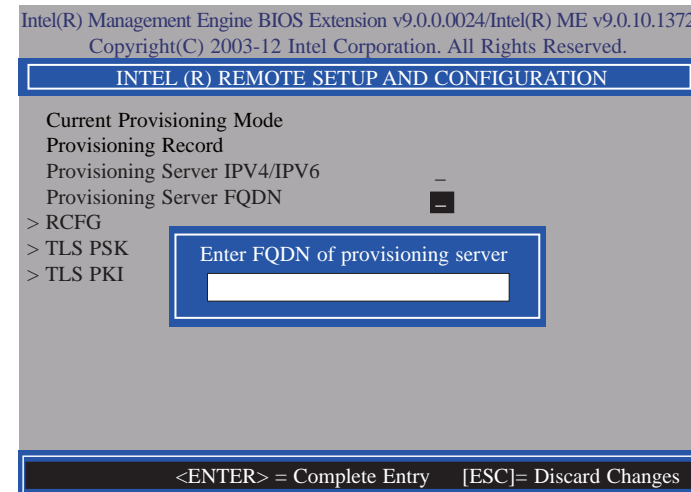 Intel(R) Management Engine BIOS Extension v9.0.0.0024/Intel(R) ME v9.0.10.1372
Copyright(C) 2003-12 Intel Corporation. All Rights Reserved.
INTEL (R) REMOTE SETUP AND CONFIGURATION
Current Provisioning Mode
Provisioning Record
Provisioning Server IPV4/IPV6 _
Provisioning Server FQDN _
> RCFG
> TLS PSK
> TLS PKI
Enter FQDN of provisioning server
<ENTER> = Complete Entry [ESC]= Discard Changes